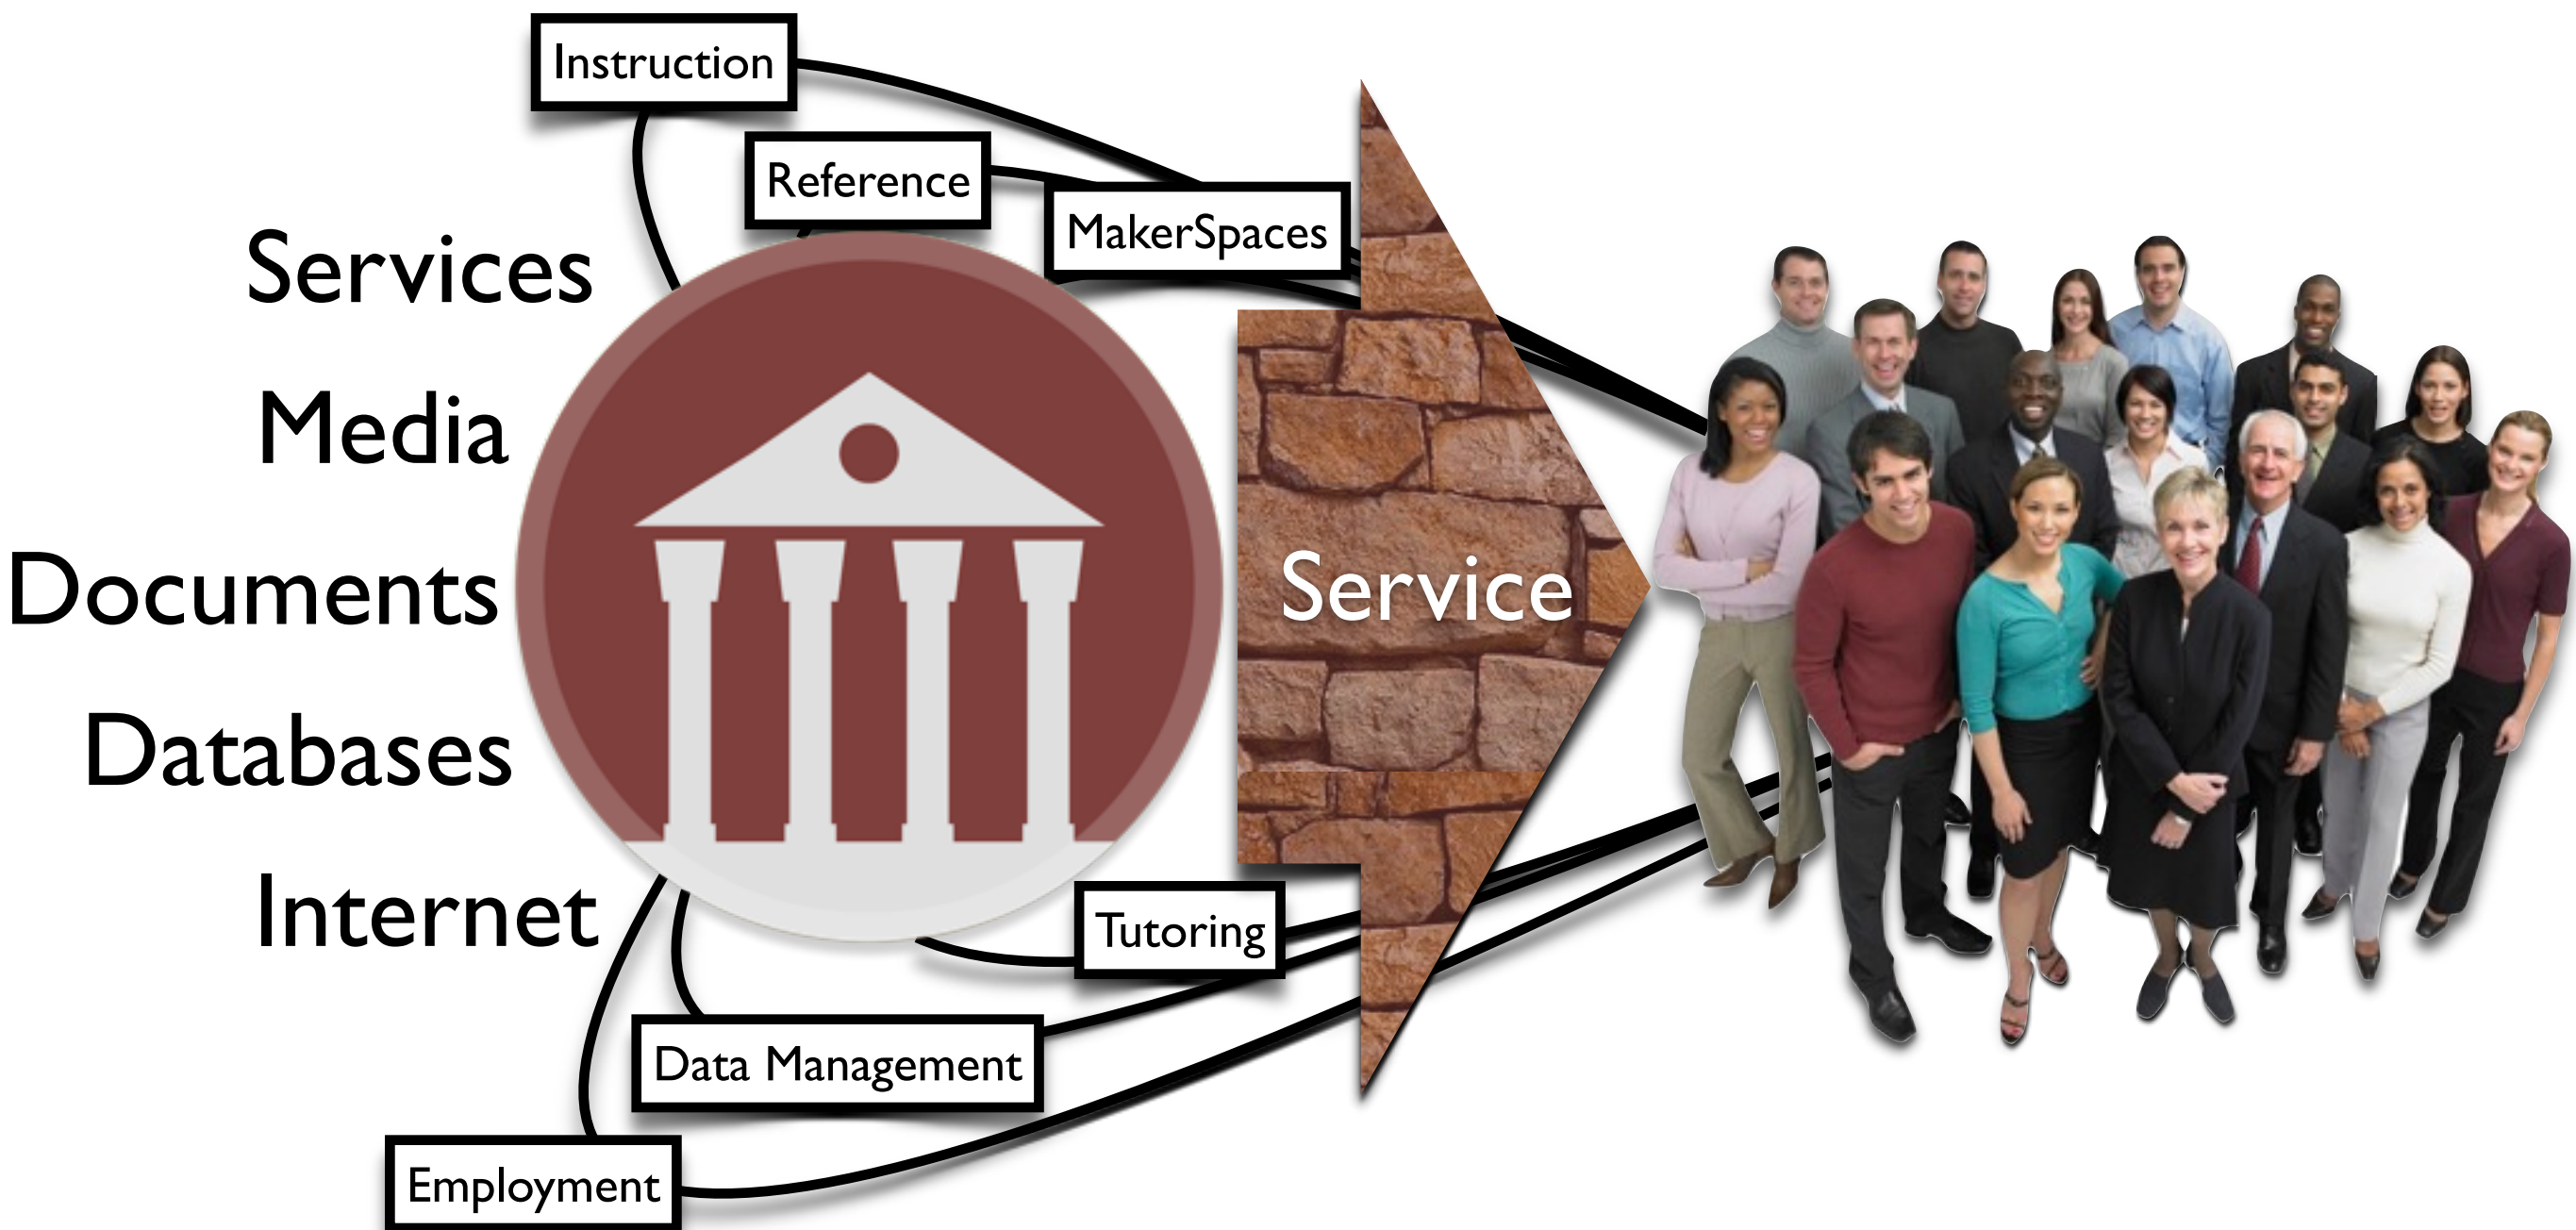 Instruction
Reference
MakerSpaces
Services
Media
Documents
Databases
Internet
Service
Tutoring
Data Management
Employment